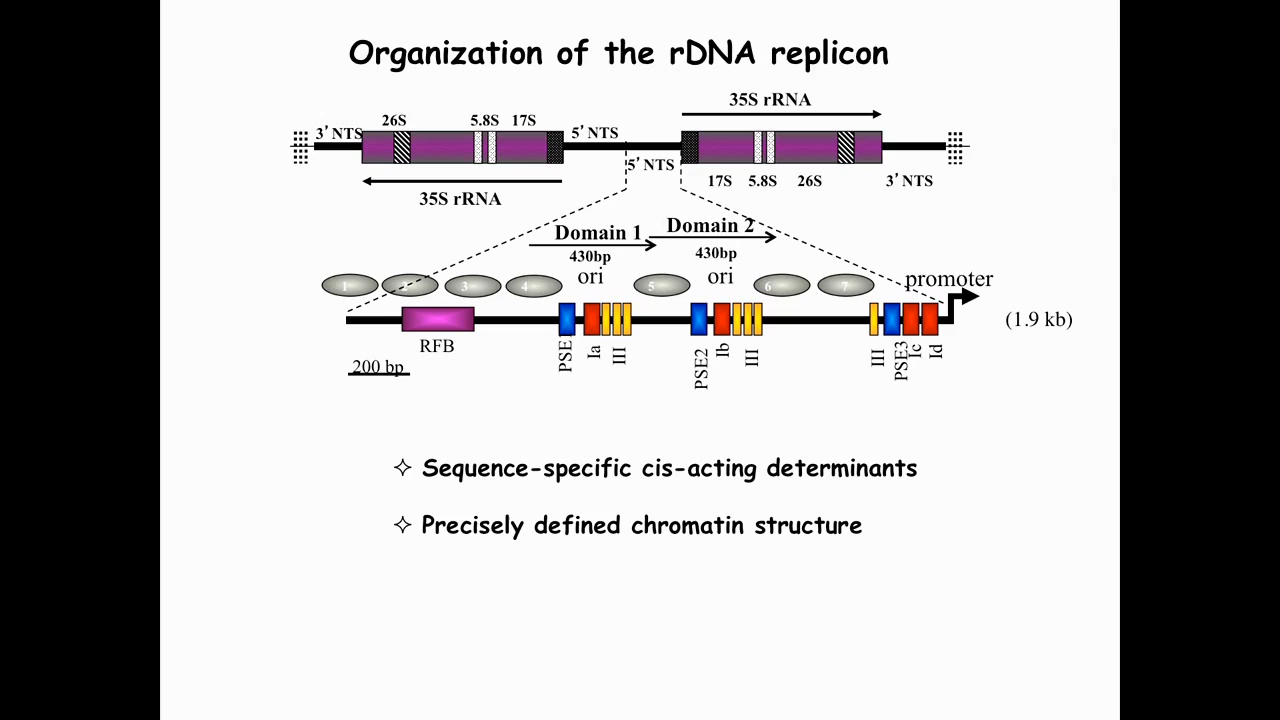 Organization of the rDNA replicon
35S rRNA
26S 5.8S 17S
3' NTS 5' NTS
5' NTS
17S 5.8S 26S 3' NTS
35S rRNA
Domain 1 Domain 2
430bp 430bp
ori ori promoter
1 2 3 4 5 6 7
(1.9 kb)
RFB PSE1 Ia III PSE2 Ib III III PSE3 Ic Id
200 bp
Sequence-specific cis-acting determinants
Precisely defined chromatin structure